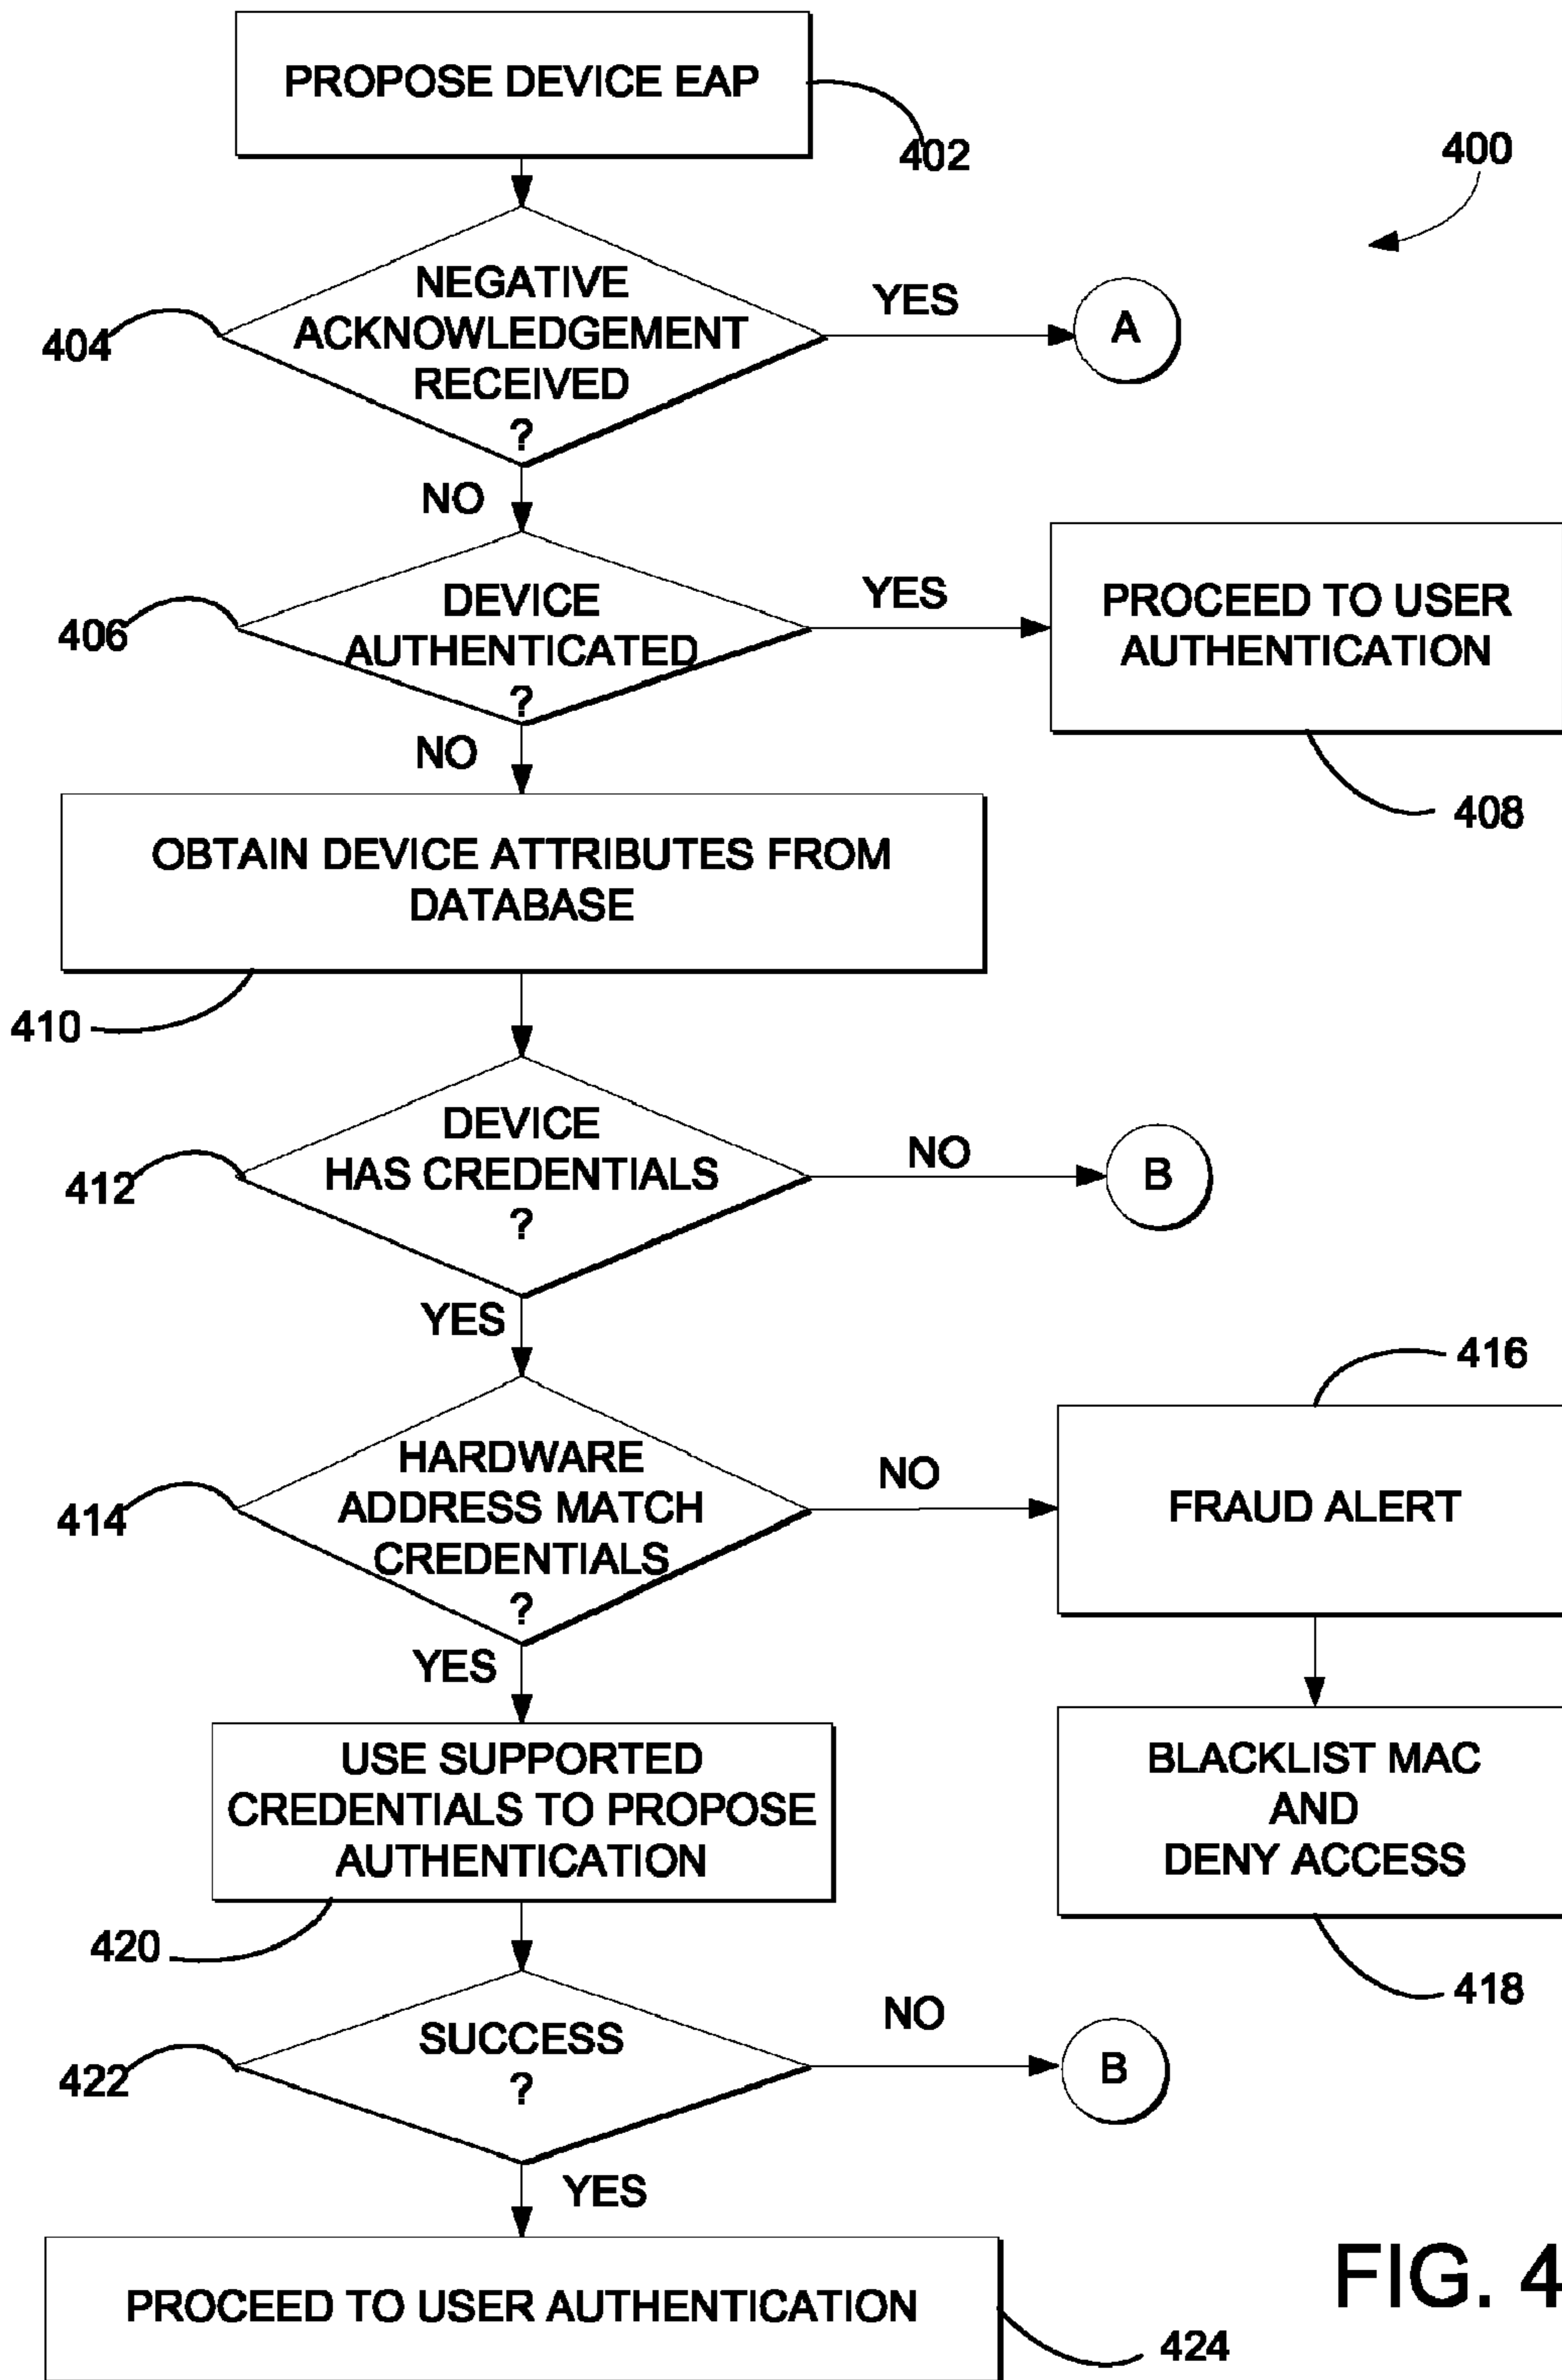 PROPOSE DEVICE EAP
402
400
NEGATIVE
ACKNOWLEDGEMENT
RECEIVED
?
404
YES
A
NO
DEVICE
AUTHENTICATED
?
406
YES
PROCEED TO USER
AUTHENTICATION
408
NO
OBTAIN DEVICE ATTRIBUTES FROM
DATABASE
410
DEVICE
HAS CREDENTIALS
?
412
NO
B
YES
HARDWARE
ADDRESS MATCH
CREDENTIALS
?
414
NO
416
FRAUD ALERT
YES
USE SUPPORTED
CREDENTIALS TO PROPOSE
AUTHENTICATION
420
BLACKLIST MAC
AND
DENY ACCESS
418
SUCCESS
?
422
NO
B
YES
PROCEED TO USER AUTHENTICATION
424
FIG. 4